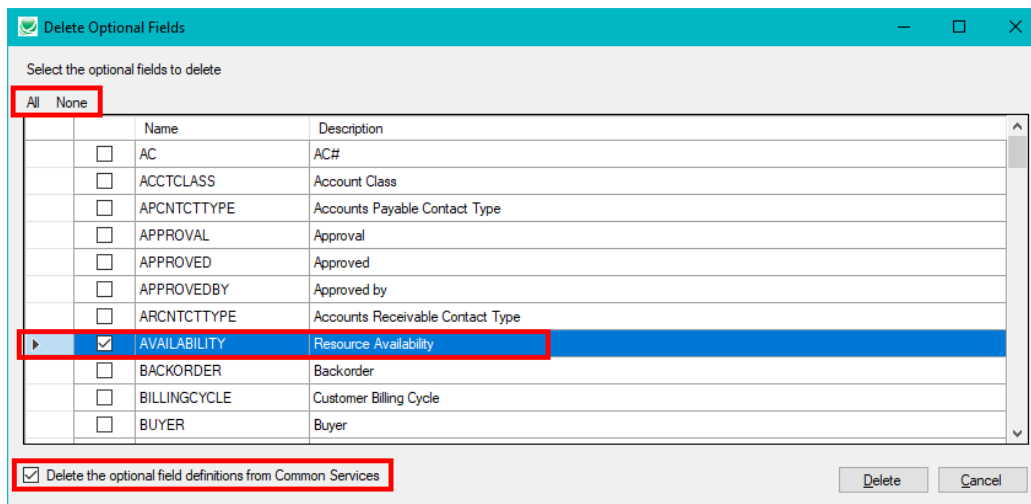 Delete Optional Fields
Select the optional fields to delete
All None
Name Description
AC AC#
ACCTCLASS Account Class
APCNTCTTYPE Accounts Payable Contact Type
APPROVAL Approval
APPROVED Approved
APPROVEDBY Approved by
ARCNTCTTYPE Accounts Receivable Contact Type
AVAILABILITY Resource Availability
BACKORDER Backorder
BILLINGCYCLE Customer Billing Cycle
BUYER Buyer
Delete the optional field definitions from Common Services
Delete Cancel